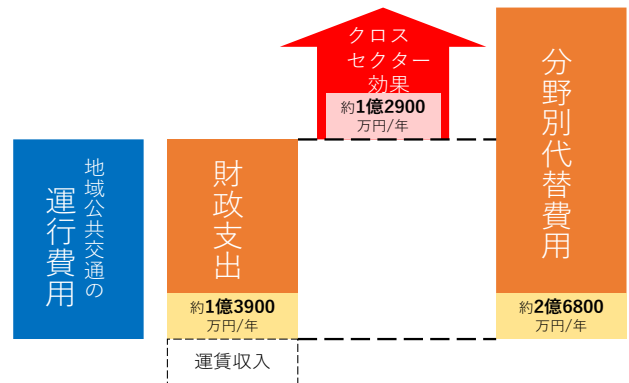 地域公共交通の
運行費用
財政支出
約1億3900
万円/年
運賃収入
クロス
セクター
効果
約1億2900
万円/年
分野別代替費用
約2億6800
万円/年